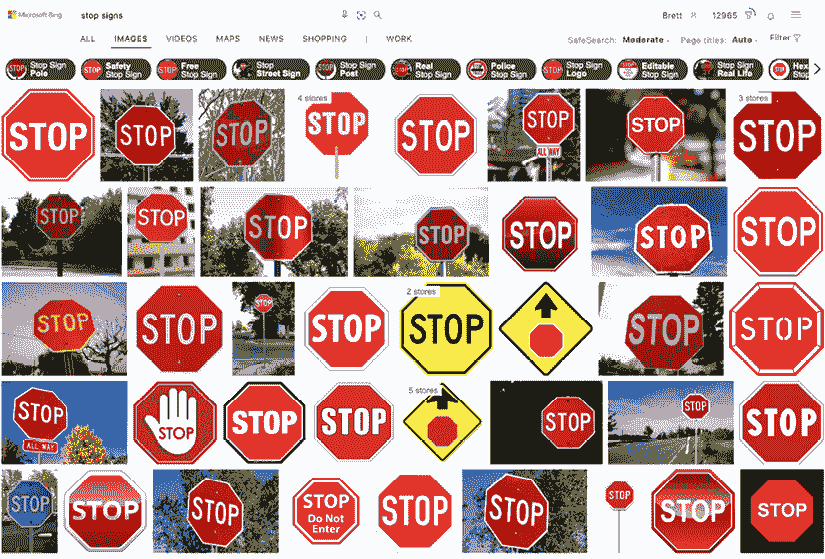 Microsoft Bing
stop signs
Brett
12965
ALL IMAGES VIDEOS MAPS NEWS SHOPPING | WORK
SafeSearch: Moderate Page titles: Auto Filter
Stop Sign Pole
Safety Stop Sign
Free Stop Sign
Stop Street Sign
Stop Sign Post
Real Stop Sign
Police Stop Sign
Stop Sign Logo
Editable Stop Sign
Stop Sign Real Life
Hex Stop
STOP
STOP
STOP
4 stores
STOP
STOP
STOP
ALL WAY
STOP
3 stores
STOP
STOP
STOP
STOP
STOP
STOP
STOP
STOP
STOP
STOP
STOP
STOP
2 stores
STOP
STOP
STOP
STOP
ALL WAY
STOP
STOP
STOP
5 stores
STOP
STOP
STOP
STOP
STOP
STOP
STOP
Do Not
Enter
STOP
STOP
STOP
STOP
STOP